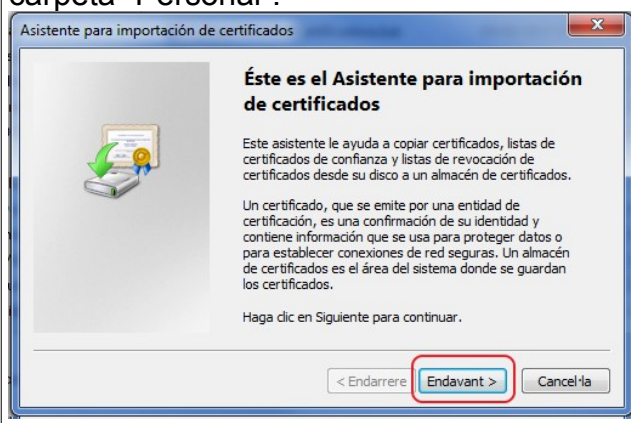 carpeta "Personal".
Asistente para importación de certificados
Éste es el Asistente para importación
de certificados
Este asistente le ayuda a copiar certificados, listas de
certificados de confianza y listas de revocación de
certificados desde su disco a un almacén de certificados.
Un certificado, que se emite por una entidad de
certificación, es una confirmación de su identidad y
contiene información que se usa para proteger datos o
para establecer conexiones de red seguras. Un almacén
de certificados es el área del sistema donde se guardan
los certificados.
Haga clic en Siguiente para continuar.
< Endarrere Endavant > Cancel·la